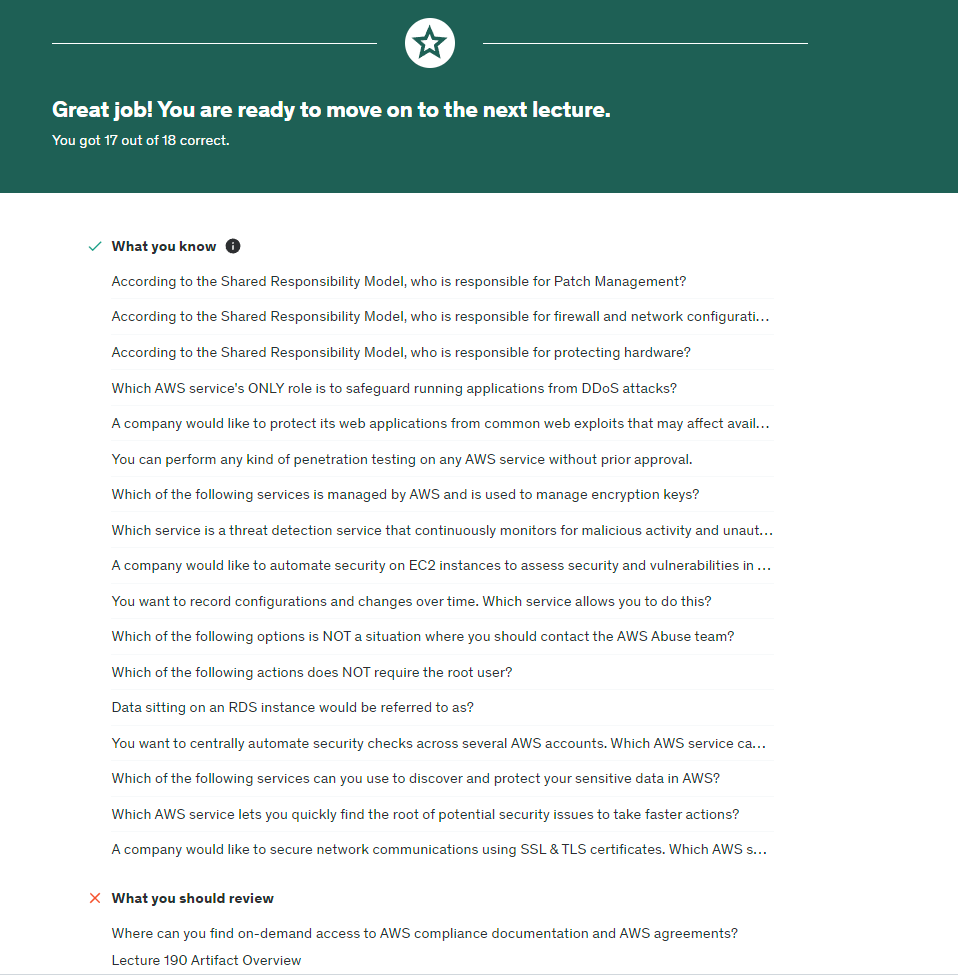 Great job! You are ready to move on to the next lecture.
You got 17 out of 18 correct.
What you know
According to the Shared Responsibility Model, who is responsible for Patch Management?
According to the Shared Responsibility Model, who is responsible for firewall and network configurati...
According to the Shared Responsibility Model, who is responsible for protecting hardware?
Which AWS service's ONLY role is to safeguard running applications from DDoS attacks?
A company would like to protect its web applications from common web exploits that may affect avail...
You can perform any kind of penetration testing on any AWS service without prior approval.
Which of the following services is managed by AWS and is used to manage encryption keys?
Which service is a threat detection service that continuously monitors for malicious activity and unaut...
A company would like to automate security on EC2 instances to assess security and vulnerabilities in ...
You want to record configurations and changes over time. Which service allows you to do this?
Which of the following options is NOT a situation where you should contact the AWS Abuse team?
Which of the following actions does NOT require the root user?
Data sitting on an RDS instance would be referred to as?
You want to centrally automate security checks across several AWS accounts. Which AWS service ca...
Which of the following services can you use to discover and protect your sensitive data in AWS?
Which AWS service lets you quickly find the root of potential security issues to take faster actions?
A company would like to secure network communications using SSL & TLS certificates. Which AWS s...
What you should review
Where can you find on-demand access to AWS compliance documentation and AWS agreements?
Lecture 190 Artifact Overview